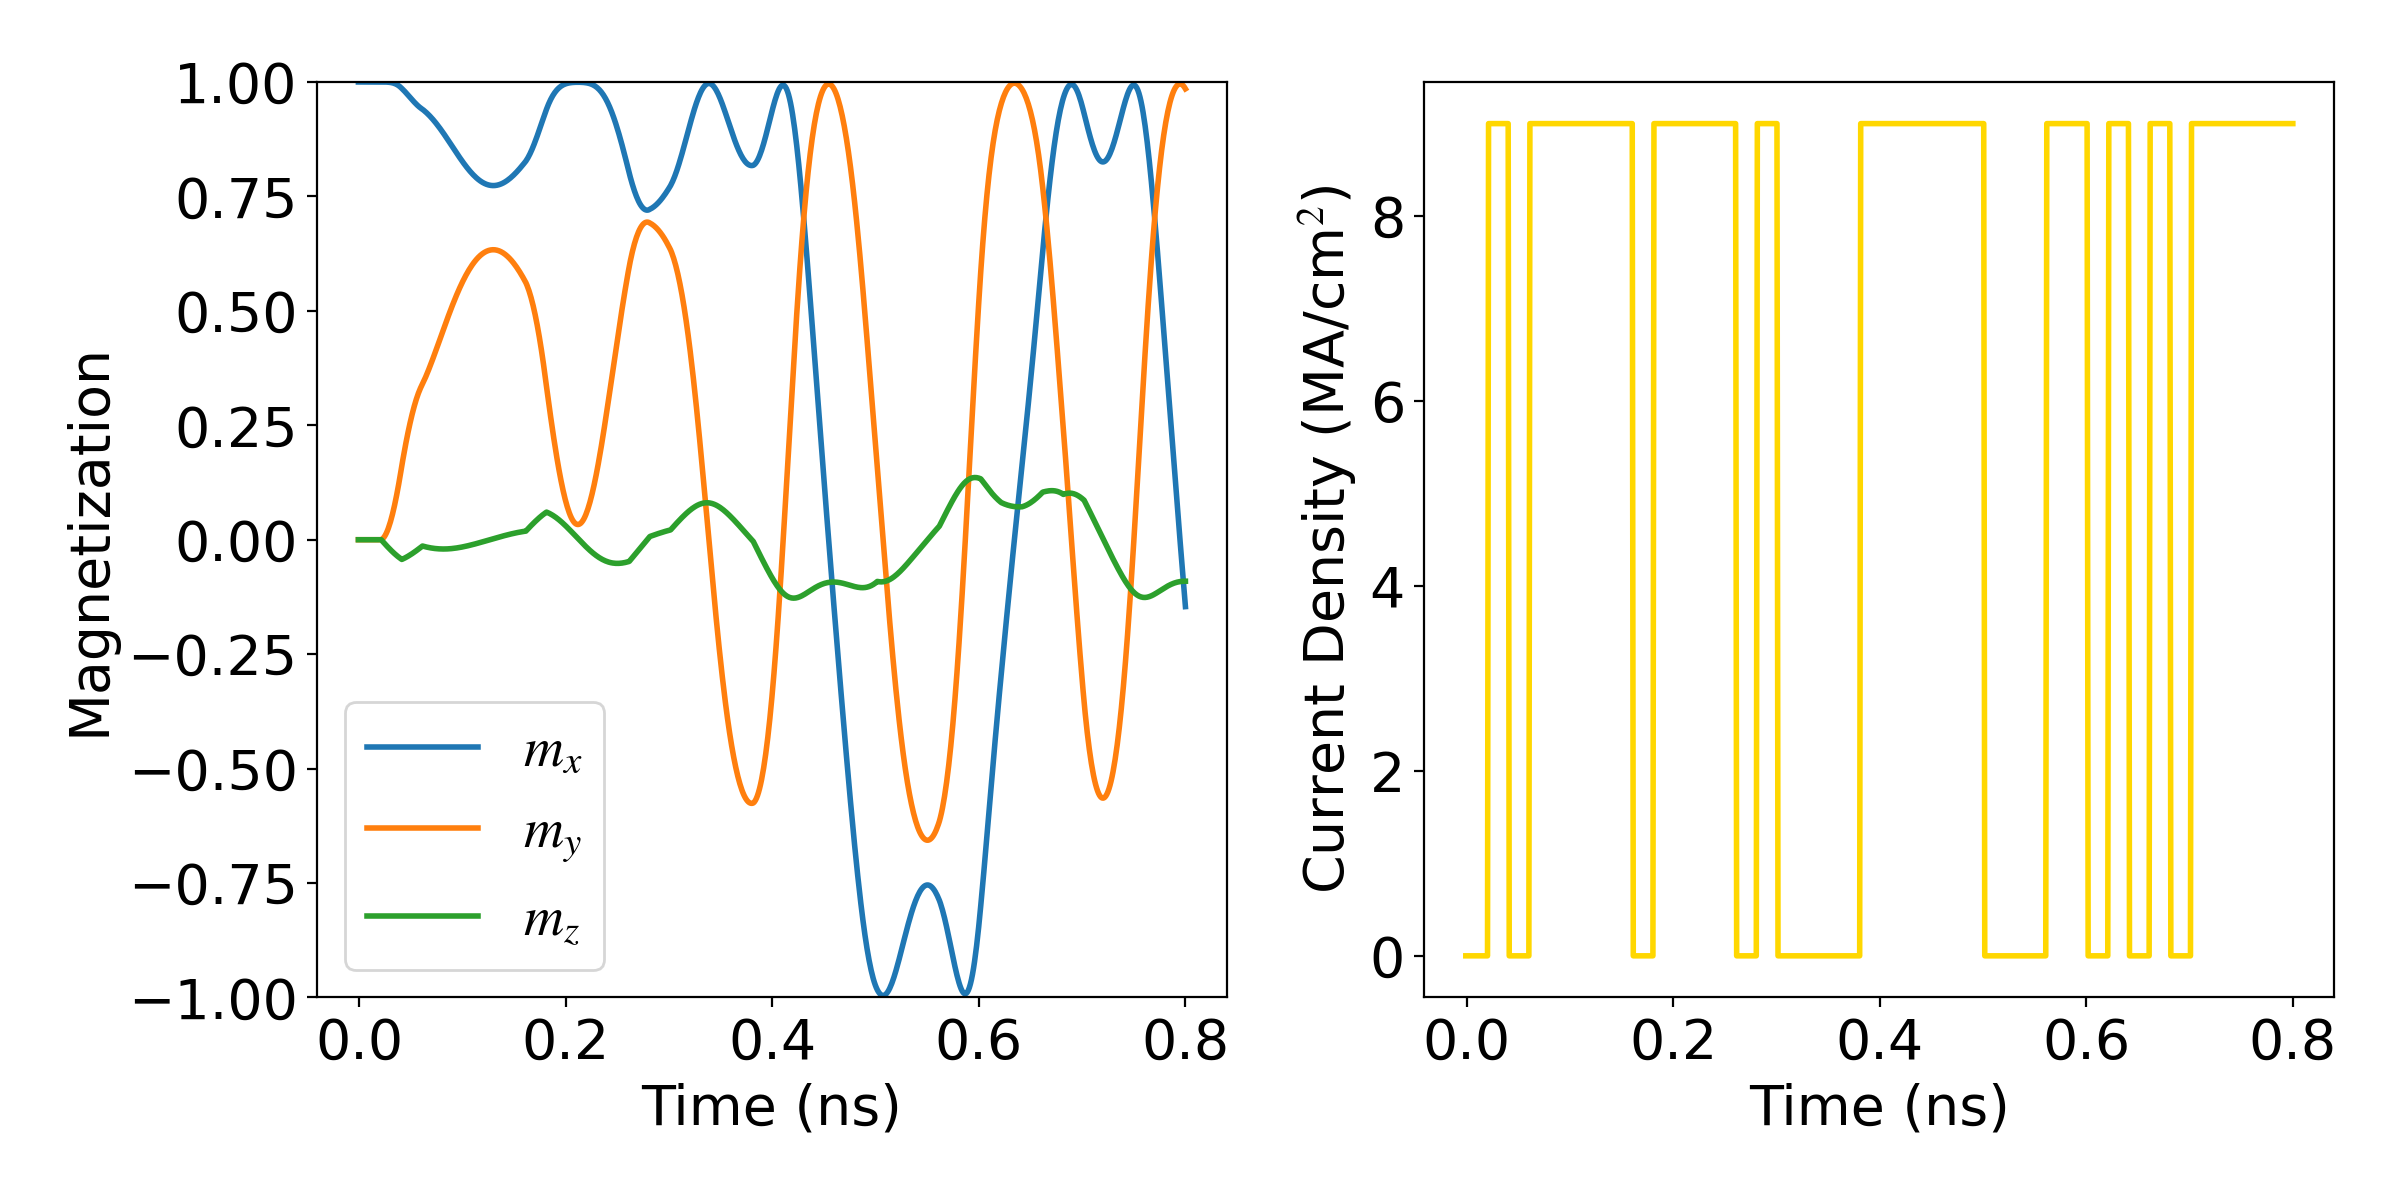 1.00
0.75
0.50
0.25
0.00
−0.25
−0.50
−0.75
−1.00
Magnetization
0.0 0.2 0.4 0.6 0.8
Time (ns)
m_x
m_y
m_z
8
6
4
2
0
Current Density (MA/cm²)
0.0 0.2 0.4 0.6 0.8
Time (ns)